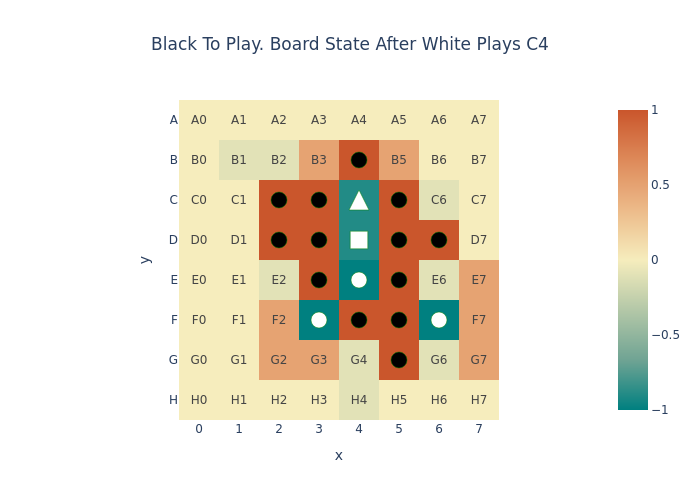 Black To Play. Board State After White Plays C4
A A0 A1 A2 A3 A4 A5 A6 A7
B B0 B1 B2 B3 B5 B6 B7
C C0 C1 C6 C7
D D0 D1 D7
E E0 E1 E2 E6 E7
F F0 F1 F2 F7
G G0 G1 G2 G3 G4 G6 G7
H H0 H1 H2 H3 H4 H5 H6 H7
0 1 2 3 4 5 6 7
x
y
1
0.5
0
−0.5
−1